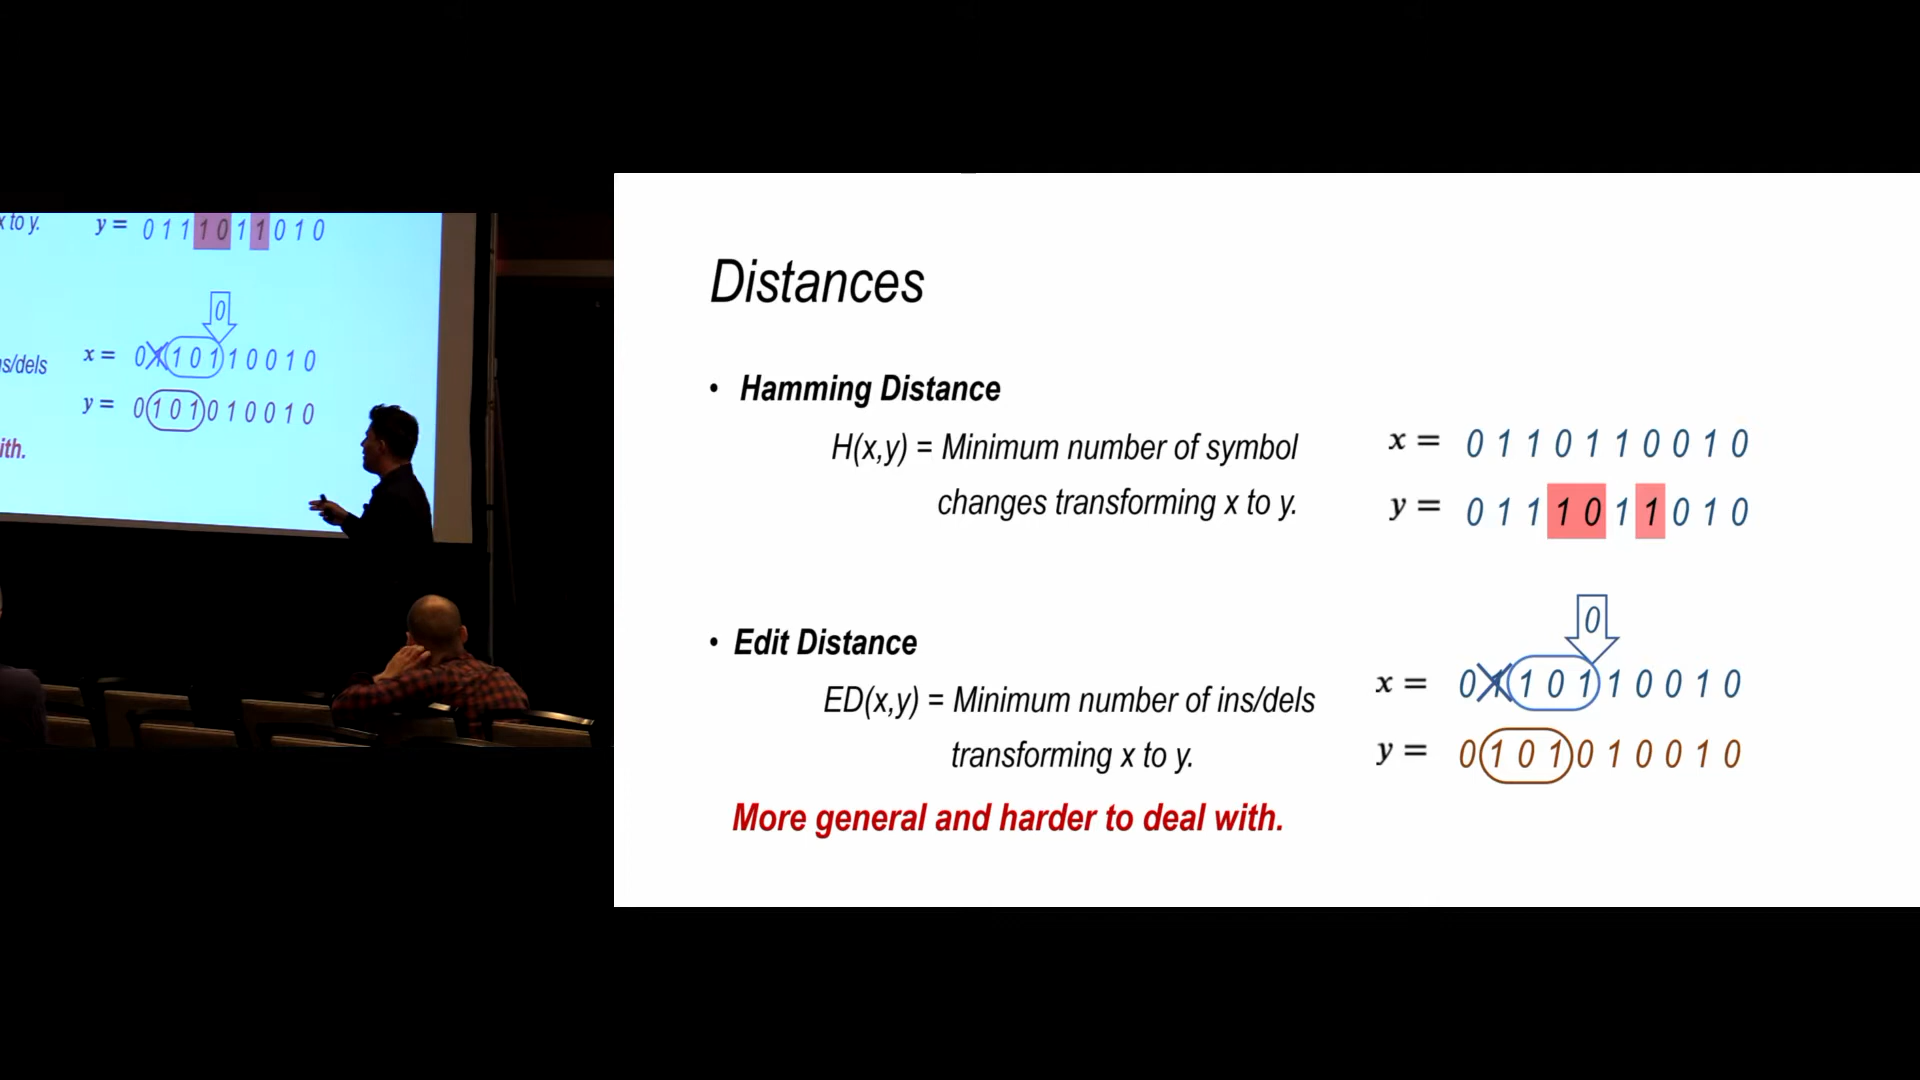 x to y.
y = 0 1 1 1 0 1 1 0 1 0
0
x = 0 1 1 0 1 1 0 0 1 0
s/dels
y = 0 1 0 1 0 1 0 0 1 0
ith.
Distances
• Hamming Distance
H(x,y) = Minimum number of symbol
changes transforming x to y.
x = 0 1 1 0 1 1 0 0 1 0
y = 0 1 1 1 0 1 1 0 1 0
• Edit Distance
ED(x,y) = Minimum number of ins/dels
transforming x to y.
More general and harder to deal with.
0
x = 0 1 1 0 1 1 0 0 1 0
y = 0 1 0 1 0 1 0 0 1 0